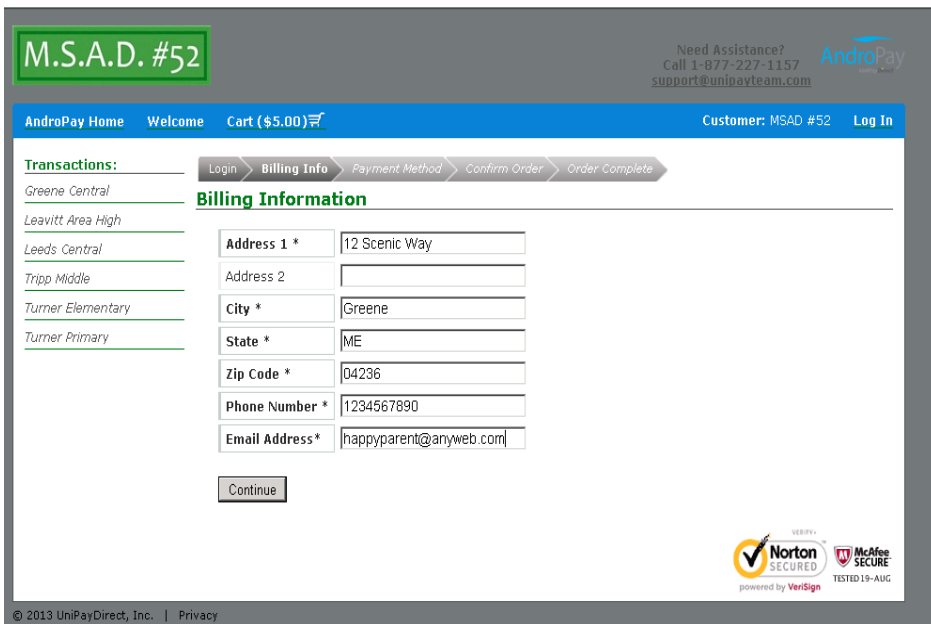 M.S.A.D. #52
Need Assistance?
Call 1-877-227-1157
support@unipayteam.com
AndroPay
AndroPay Home Welcome Cart ($5.00)
Customer: MSAD #52 Log In
Transactions:
Greene Central
Leavitt Area High
Leeds Central
Tripp Middle
Turner Elementary
Turner Primary
Login Billing Info Payment Method Confirm Order Order Complete
Billing Information
Address 1 * 12 Scenic Way
Address 2
City * Greene
State * ME
Zip Code * 04236
Phone Number * 1234567890
Email Address* happyparent@anyweb.com
Continue
VERIFY
Norton
SECURED
powered by VeriSign
McAfee
SECURE
TESTED 19-AUG
© 2013 UniPayDirect, Inc. | Privacy